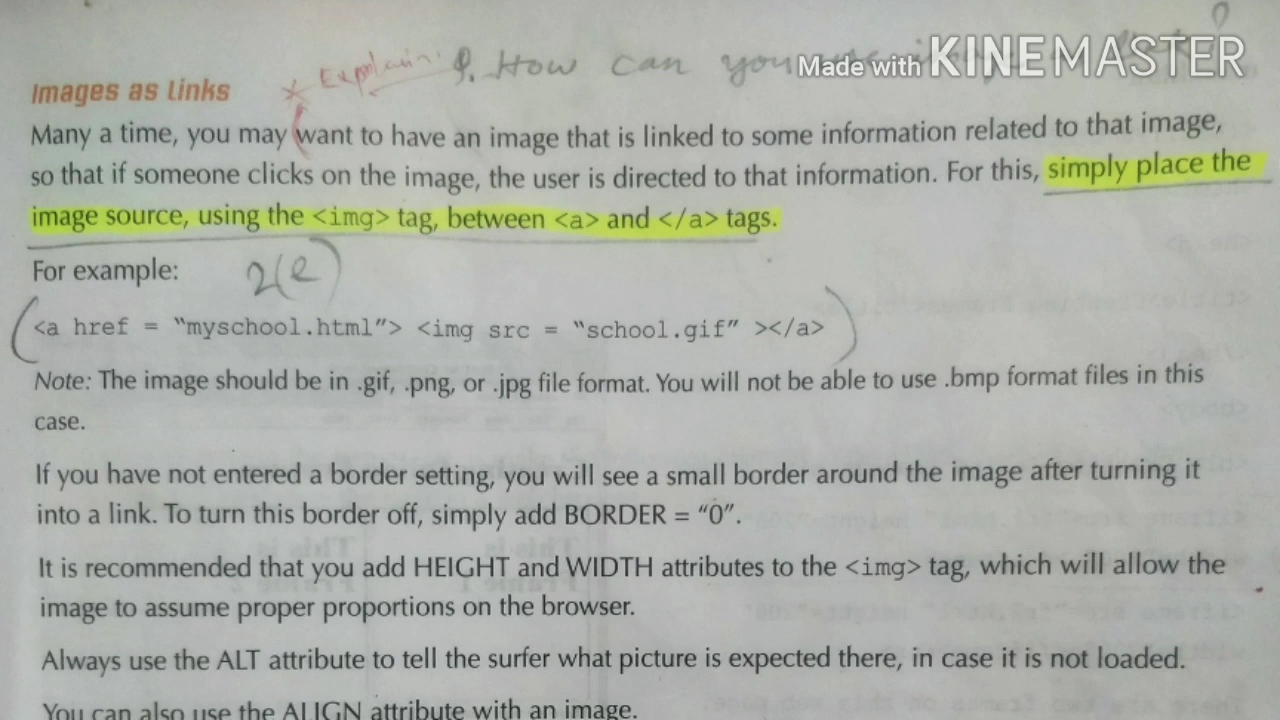 Explain Q. How can you
Made with KINEMASTER
Images as Links
Many a time, you may want to have an image that is linked to some information related to that image,
so that if someone clicks on the image, the user is directed to that information. For this, simply place the
image source, using the <img> tag, between <a> and </a> tags.
For example: 2(e)
<a href = “myschool.html”> <img src = “school.gif” ></a>
Note: The image should be in .gif, .png, or .jpg file format. You will not be able to use .bmp format files in this
case.
If you have not entered a border setting, you will see a small border around the image after turning it
into a link. To turn this border off, simply add BORDER = “0”.
It is recommended that you add HEIGHT and WIDTH attributes to the <img> tag, which will allow the
image to assume proper proportions on the browser.
Always use the ALT attribute to tell the surfer what picture is expected there, in case it is not loaded.
You can also use the ALIGN attribute with an image.